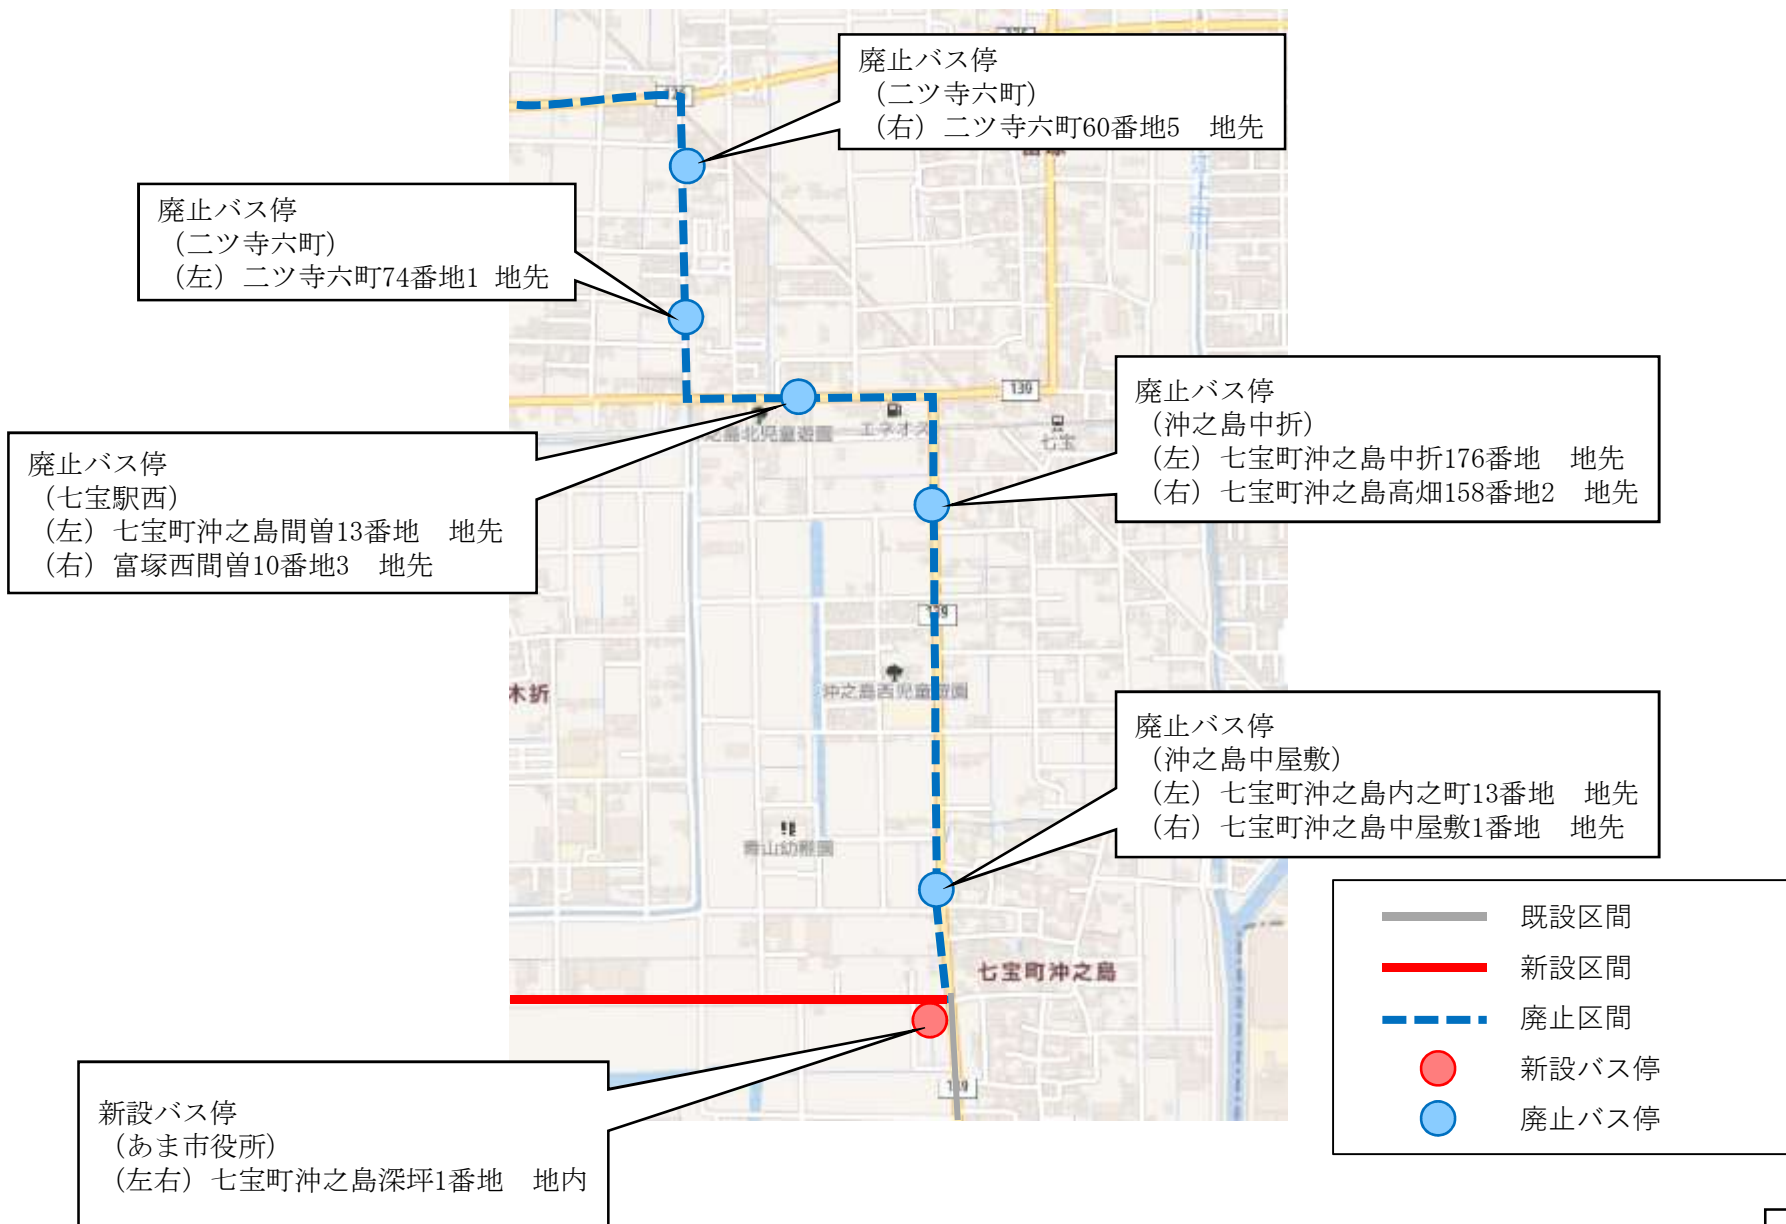 廃止バス停
（二ツ寺六町）
（右）二ツ寺六町60番地5　地先
廃止バス停
（二ツ寺六町）
（左）二ツ寺六町74番地1 地先
廃止バス停
（沖之島中折）
（左）七宝町沖之島中折176番地　地先
（右）七宝町沖之島高畑158番地2　地先
139
エネオス
七宝
廃止バス停
（七宝駅西）
（左）七宝町沖之島間曽13番地　地先
（右）富塚西間曽10番地3　地先
木折
沖之島西児童遊園
廃止バス停
（沖之島中屋敷）
（左）七宝町沖之島内之町13番地　地先
（右）七宝町沖之島中屋敷1番地　地先
青山幼稚園
七宝町沖之島
既設区間
新設区間
廃止区間
新設バス停
廃止バス停
新設バス停
（あま市役所）
（左右）七宝町沖之島深坪1番地　地内